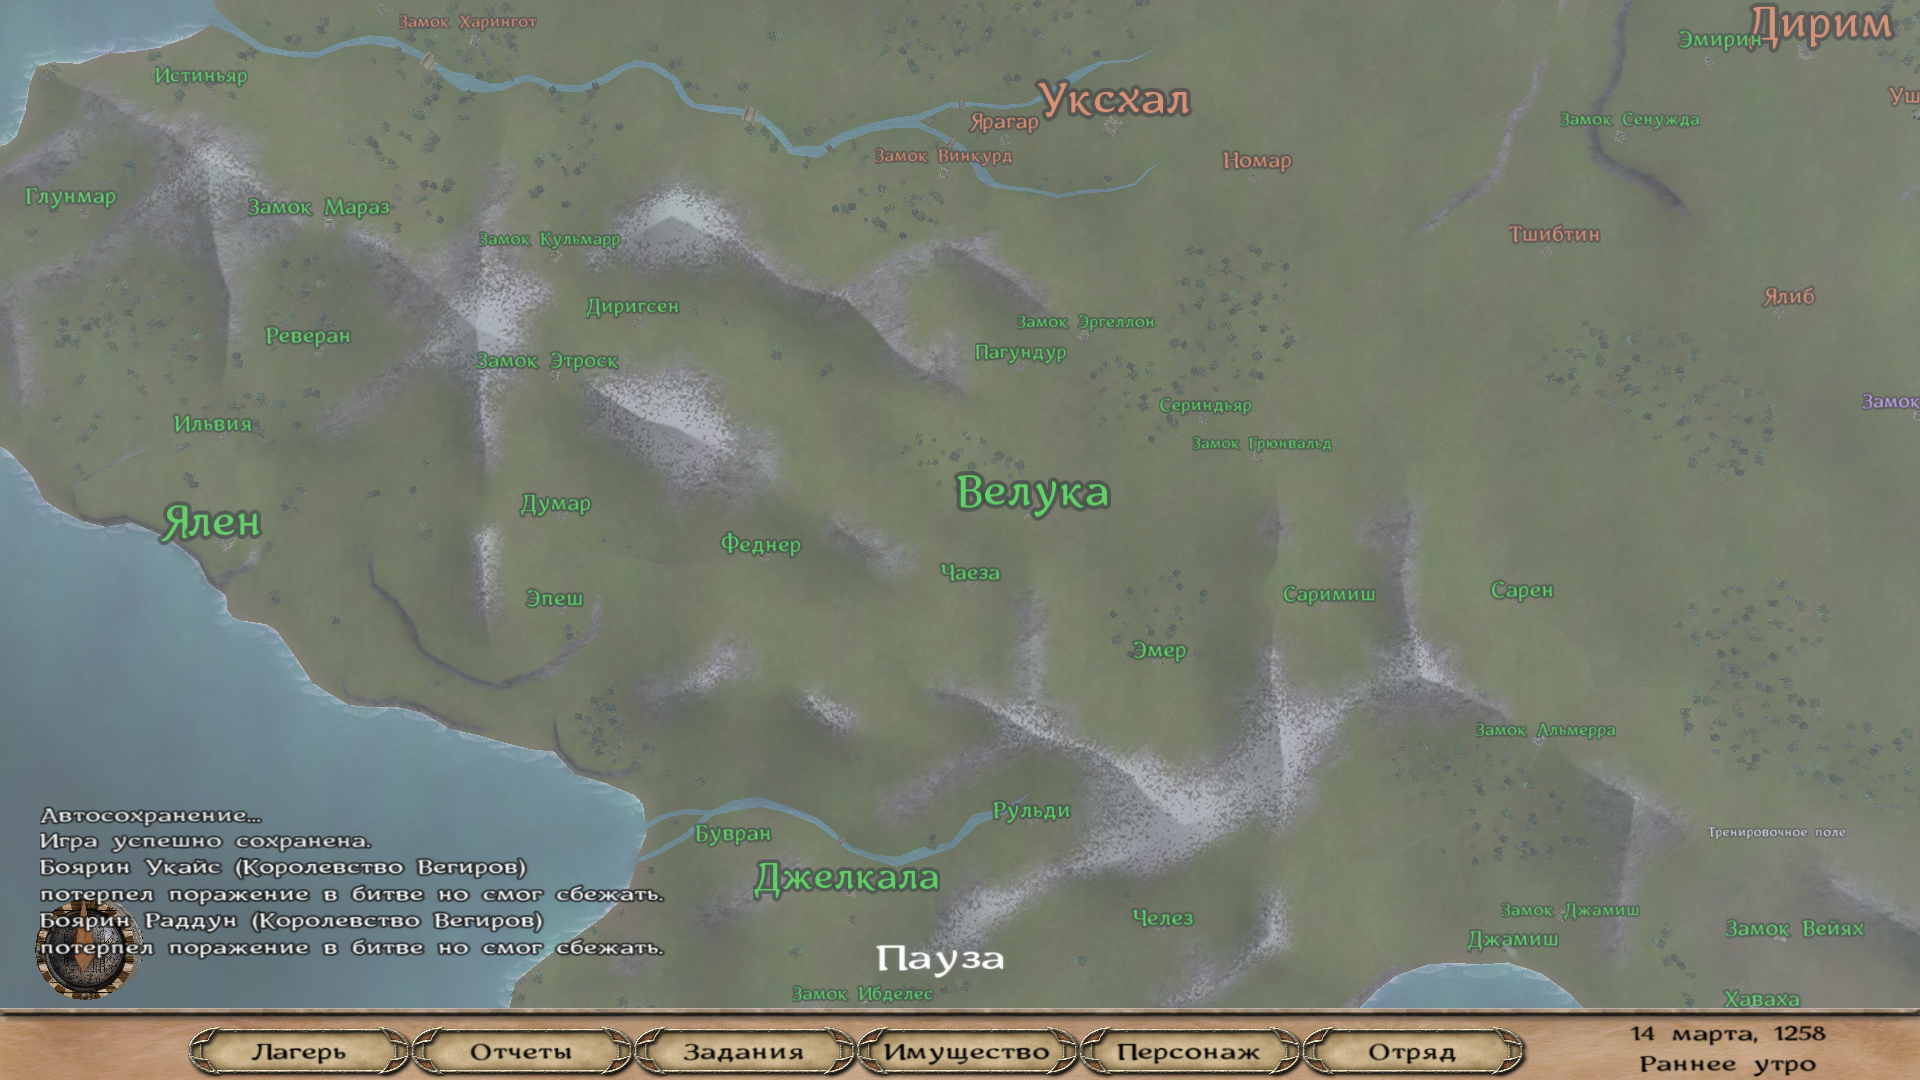 Замок Харингот
Дирим
Эмирин
Истиньяр
Уксхал
Уш
Ярагар
Замок Сенужда
Замок Винкурд
Номар
Глунмар
Замок Мараз
Замок Кульмарр
Тшибтин
Диригсен
Ялиб
Замок Эргеллон
Реверан
Пагундур
Замок Этроск
Замок
Сериндьяр
Ильвия
Замок Грюнвальд
Велука
Думар
Ялен
Феднер
Чаеза
Сарен
Саримиш
Эпеш
Эмер
Замок Альмерра
Рульди
Бувран
Тренировочное поле
Джелкала
Замок Джамиш
Челез
Замок Вейях
Джамиш
Автосохранение...
Игра успешно сохранена.
Боярин Укайс (Королевство Вегиров)
потерпел поражение в битве но смог сбежать.
Боярин Раддун (Королевство Вегиров)
потерпел поражение в битве но смог сбежать.
Пауза
Замок Ибделес
Хаваха
Лагерь
Отчеты
Задания
Имущество
Персонаж
Отряд
14 марта, 1258
Раннее утро